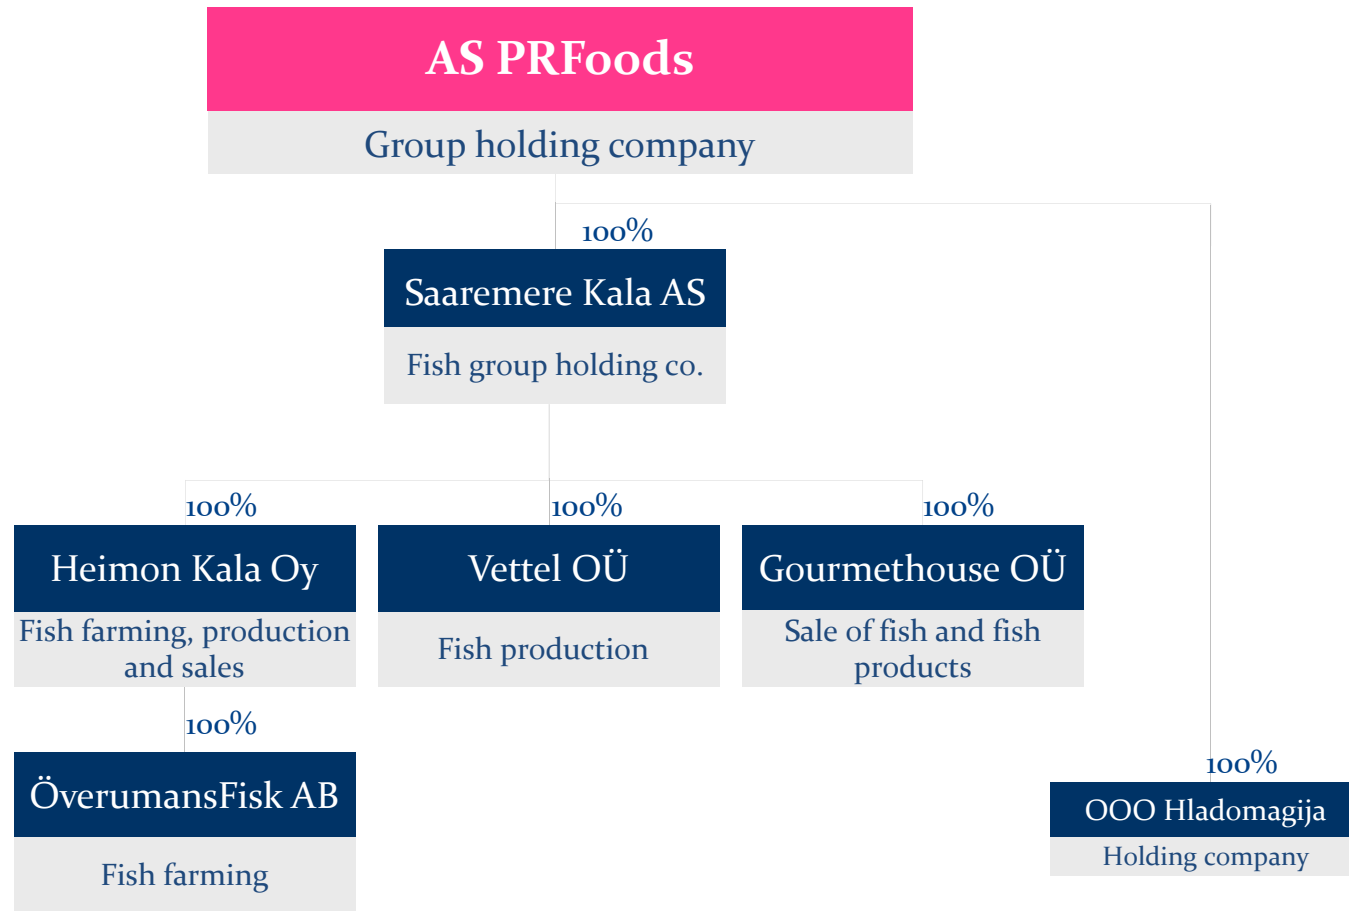 AS PRFoods
Group holding company
100%
Saaremere Kala AS
Fish group holding co.
100%
100%
100%
Heimon Kala Oy
Vettel OÜ
Gourmethouse OÜ
Fish farming, production
and sales
Fish production
Sale of fish and fish
products
100%
ÖverumansFisk AB
Fish farming
100%
OOO Hladomagija
Holding company